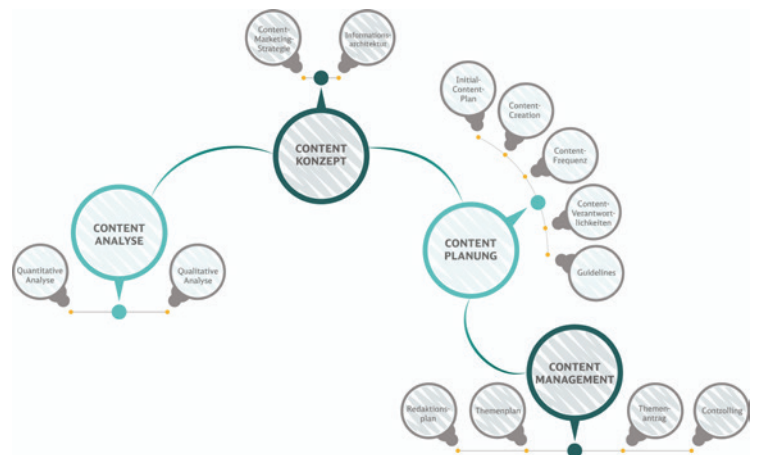 Content-
Marketing-
Strategie
Informations-
architektur
CONTENT
KONZEPT
Initial-
Content-
Plan
Content-
Creation
Content-
Frequenz
Content-
Verantwort-
lichkeiten
Guidelines
CONTENT
ANALYSE
Quantitative
Analyse
Qualitative
Analyse
CONTENT
PLANUNG
CONTENT
MANAGEMENT
Redaktions-
plan
Themenplan
Themen-
antrag
Controlling